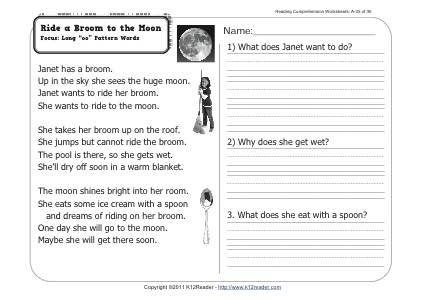 Reading Comprehension Worksheets: A-35 of 36
Ride a Broom to the Moon
Focus: Long "oo" Pattern Words
Name:
Janet has a broom.
Up in the sky she sees the huge moon.
Janet wants to ride her broom.
She wants to ride to the moon.
She takes her broom up on the roof.
She jumps but cannot ride the broom.
The pool is there, so she gets wet.
She'll dry off soon in a warm blanket.
The moon shines bright into her room.
She eats some ice cream with a spoon
and dreams of riding on her broom.
One day she will go to the moon.
Maybe she will get there soon.
1) What does Janet want to do?
2) Why does she get wet?
3. What does she eat with a spoon?
Copyright ©2011 K12Reader - http://www.k12reader.com